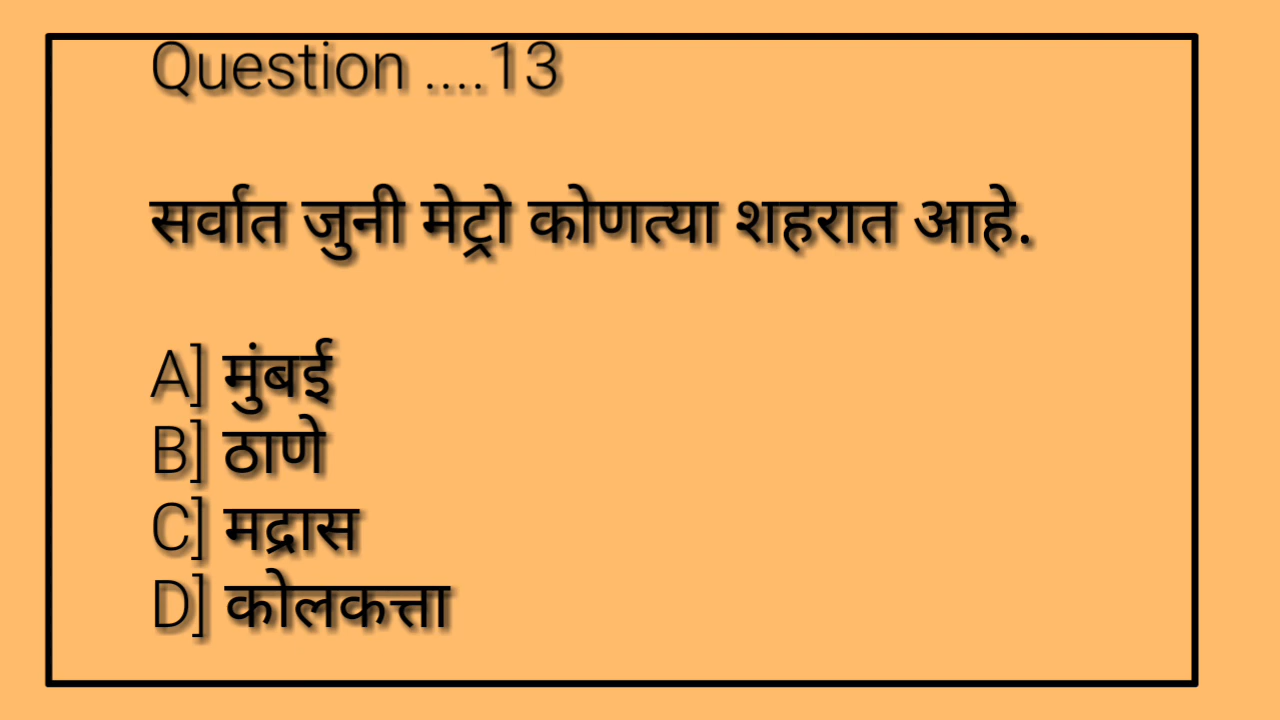 Question ....13
सर्वात जुनी मेट्रो कोणत्या शहरात आहे.
A] मुंबई
B] ठाणे
C] मद्रास
D] कोलकत्ता